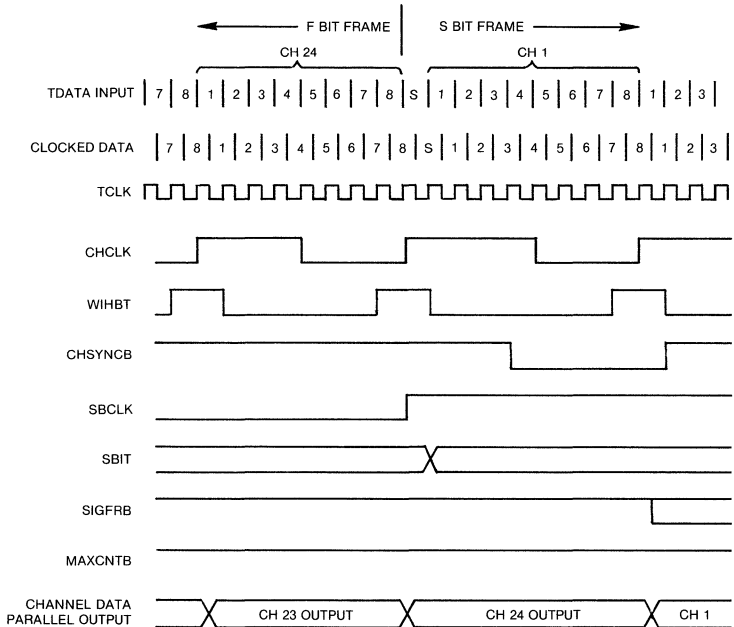 F BIT FRAME S BIT FRAME
CH 24 CH 1
TDATA INPUT 7 8 1 2 3 4 5 6 7 8 S 1 2 3 4 5 6 7 8 1 2 3
CLOCKED DATA 7 8 1 2 3 4 5 6 7 8 S 1 2 3 4 5 6 7 8 1 2 3
TCLK
CHCLK
WIHBT
CHSYNCB
SBCLK
SBIT
SIGFRB
MAXCNTB
CHANNEL DATA
PARALLEL OUTPUT CH 23 OUTPUT CH 24 OUTPUT CH 1